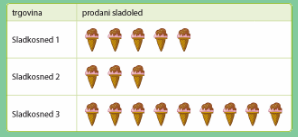 trgovina prodani sladoled
Sladkosned 1
Sladkosned 2
Sladkosned 3